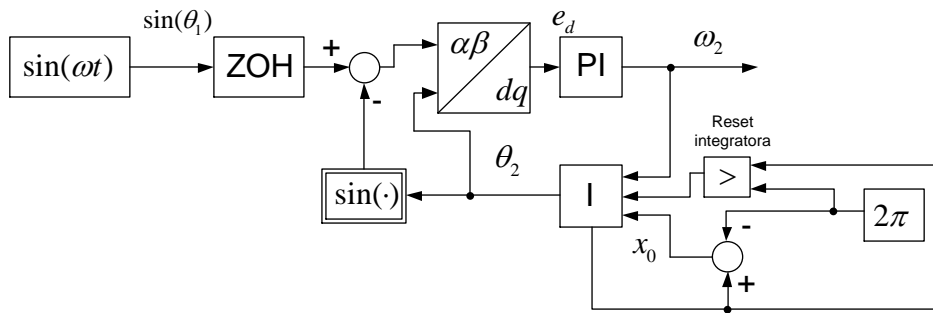 sin(θ₁)
sin(ωt)
ZOH
+
-
αβ
dq
e_d
PI
ω₂
Reset
integratora
>
θ₂
sin(·)
I
2π
-
x₀
+